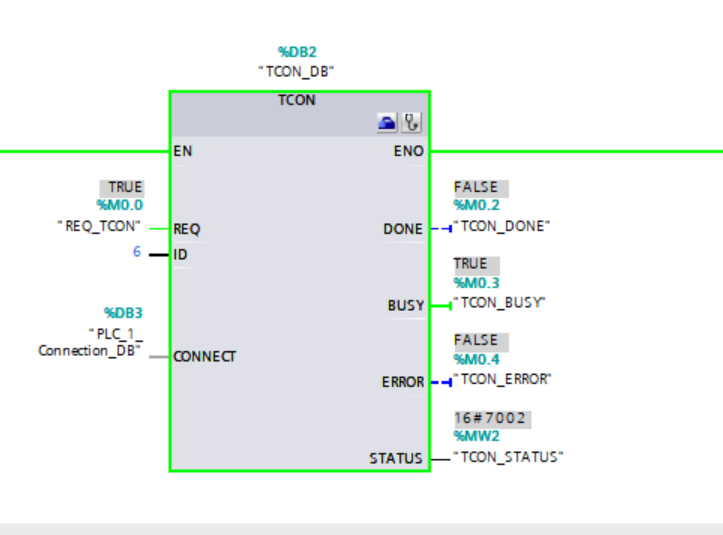 %DB2
"TCON_DB"
TCON
EN ENO
TRUE
%M0.0
"REQ_TCON" REQ
6 ID
%DB3
"PLC_1_
Connection_DB" CONNECT
FALSE
%M0.2
DONE "TCON_DONE"
TRUE
%M0.3
BUSY "TCON_BUSY"
FALSE
%M0.4
ERROR "TCON_ERROR"
16#7002
%MW2
STATUS "TCON_STATUS"